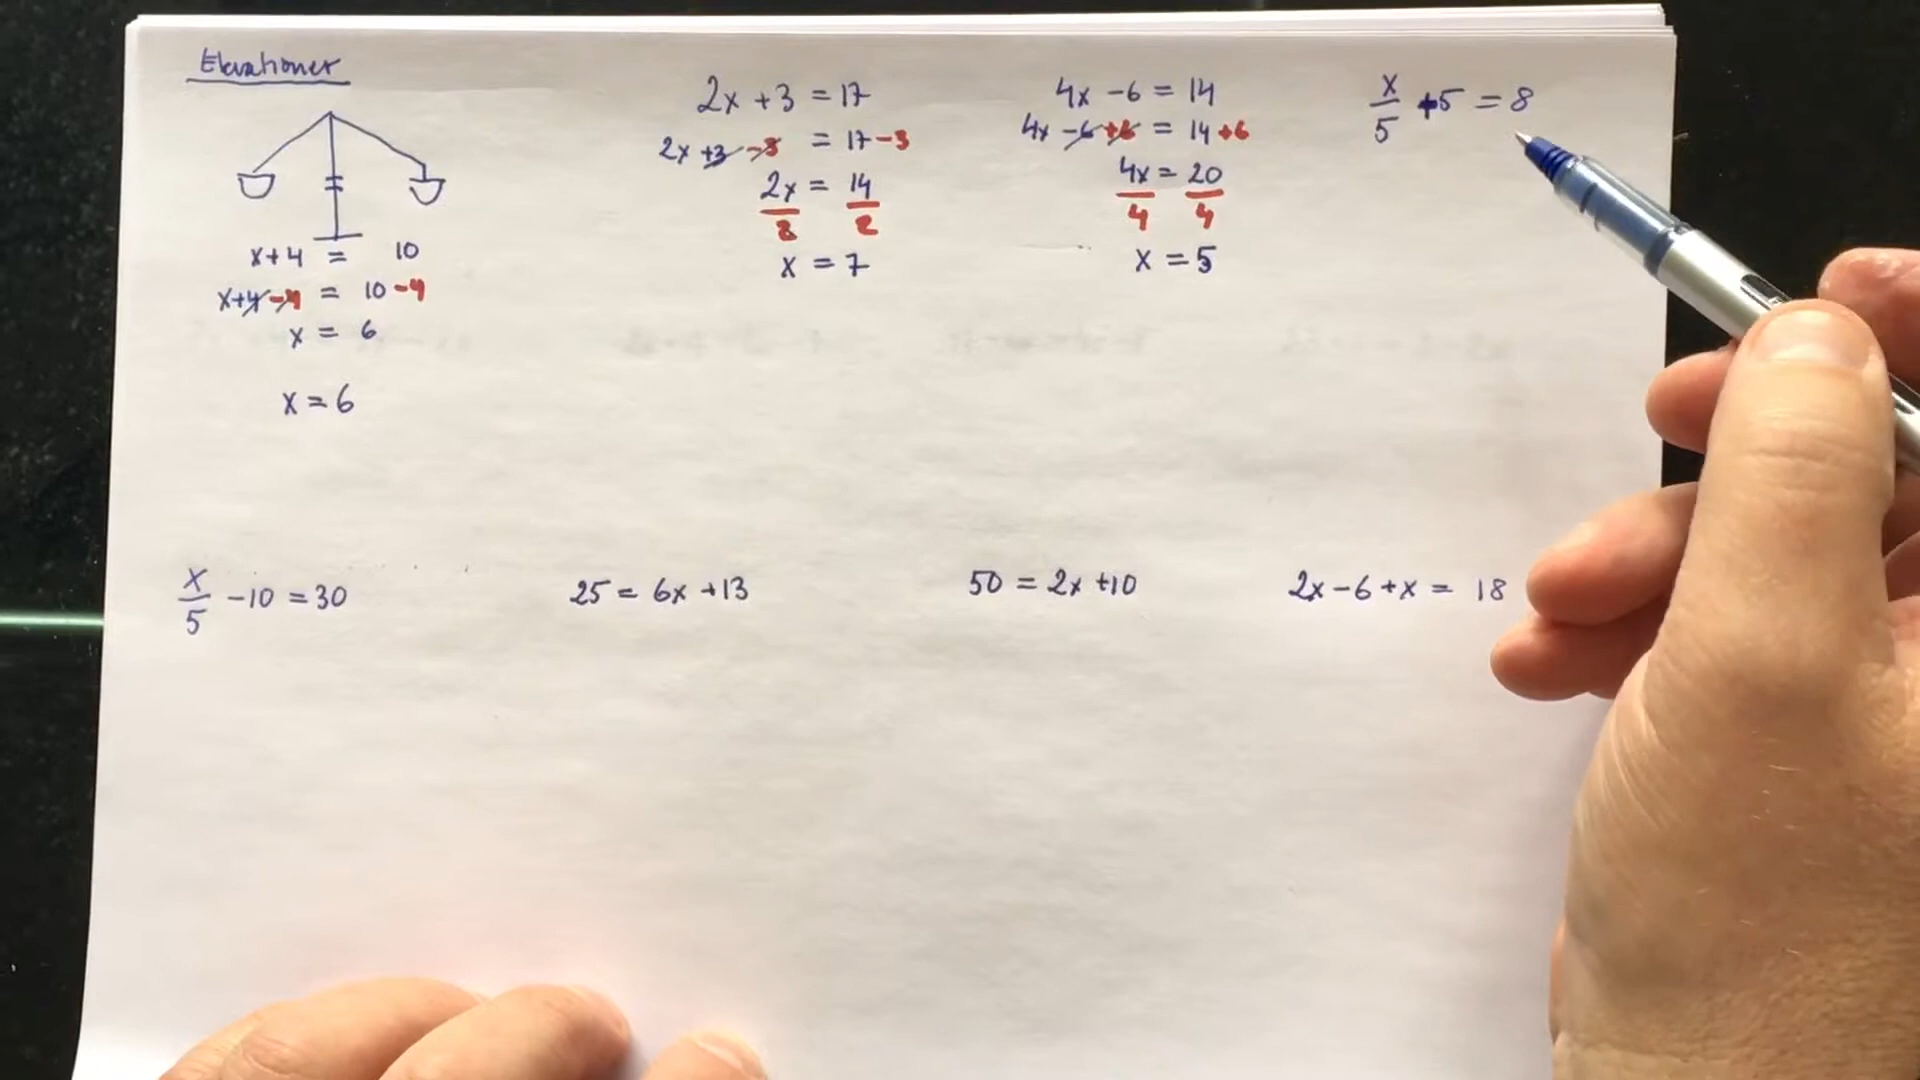 Ekvationer
x+4 = 10
x+4-4 = 10-4
x = 6
x = 6
2x + 3 = 17
2x +3 -3 = 17-3
2x/2 = 14/2
x = 7
4x - 6 = 14
4x -6+6 = 14+6
4x/4 = 20/4
x = 5
x/5 +5 = 8
x/5 - 10 = 30
25 = 6x + 13
50 = 2x +10
2x - 6 + x = 18